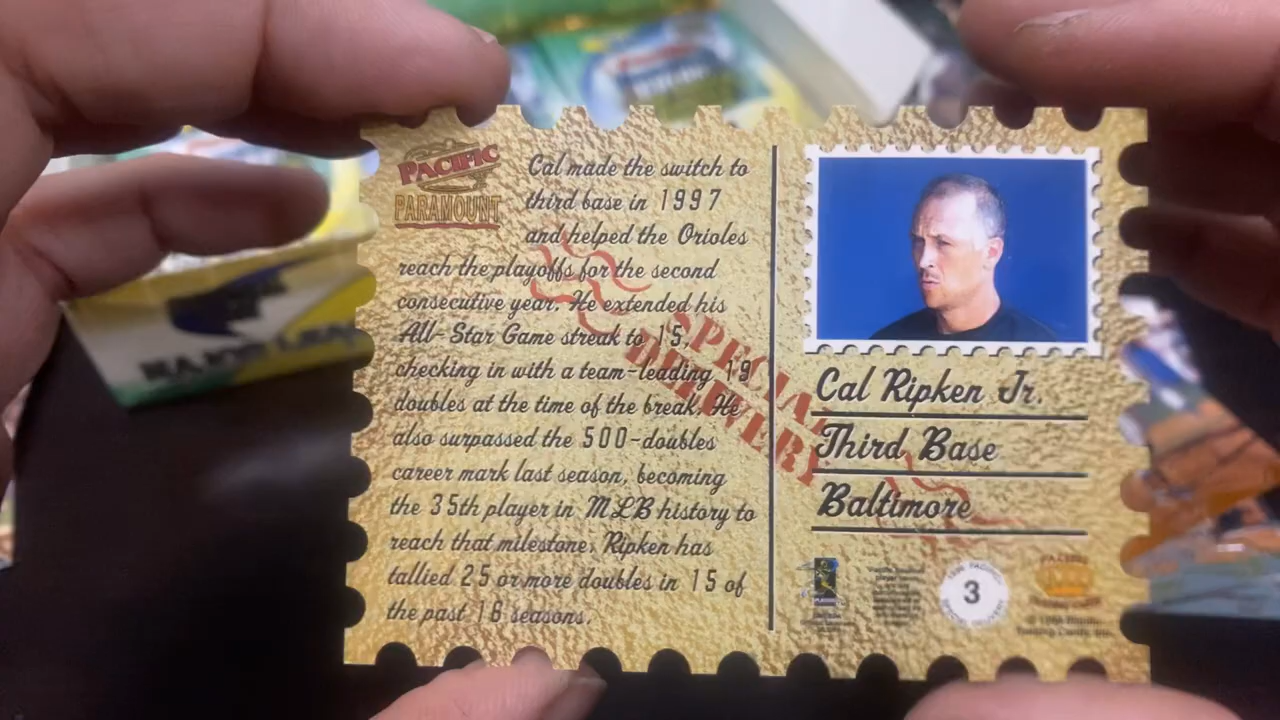 PACIFIC
PARAMOUNT
Cal made the switch to
third base in 1997
and helped the Orioles
reach the playoffs for the second
consecutive year. He extended his
All-Star Game streak to 15,
checking in with a team-leading 19
doubles at the time of the break. He
also surpassed the 500-doubles
career mark last season, becoming
the 35th player in MLB history to
reach that milestone. Ripken has
tallied 25 or more doubles in 15 of
the past 16 seasons.
SPECIAL
DELIVERY
Cal Ripken Jr.
Third Base
Baltimore
3
MAJOR LEAG